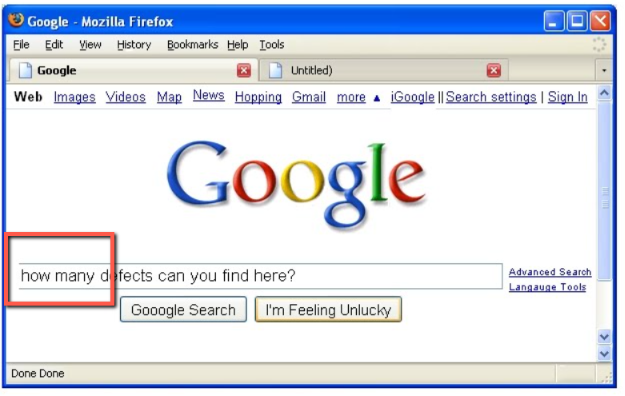 Google - Mozilla Firefox
File Edit View History Bookmarks Help Tools
Google Untitled)
Web Images Videos Map News Hopping Gmail more ▲ iGoogle || Search settings | Sign In
Google
how many defects can you find here?
Advanced Search
Langauge Tools
Gooogle Search I'm Feeling Unlucky
Done Done